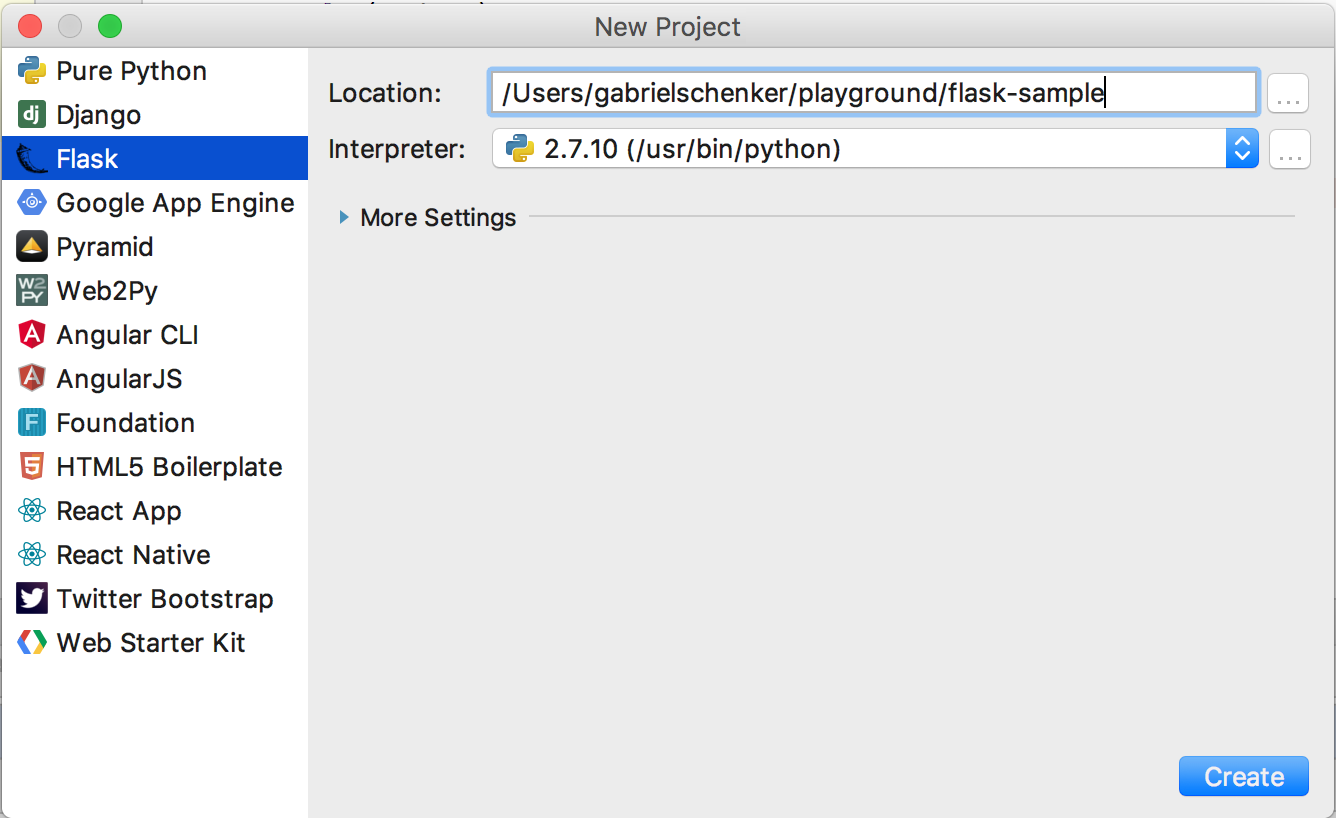 New Project
Pure Python
Django
Flask
Google App Engine
Pyramid
Web2Py
Angular CLI
AngularJS
Foundation
HTML5 Boilerplate
React App
React Native
Twitter Bootstrap
Web Starter Kit
Location: /Users/gabrielschenker/playground/flask-sample ...
Interpreter: 2.7.10 (/usr/bin/python) ...
More Settings
Create